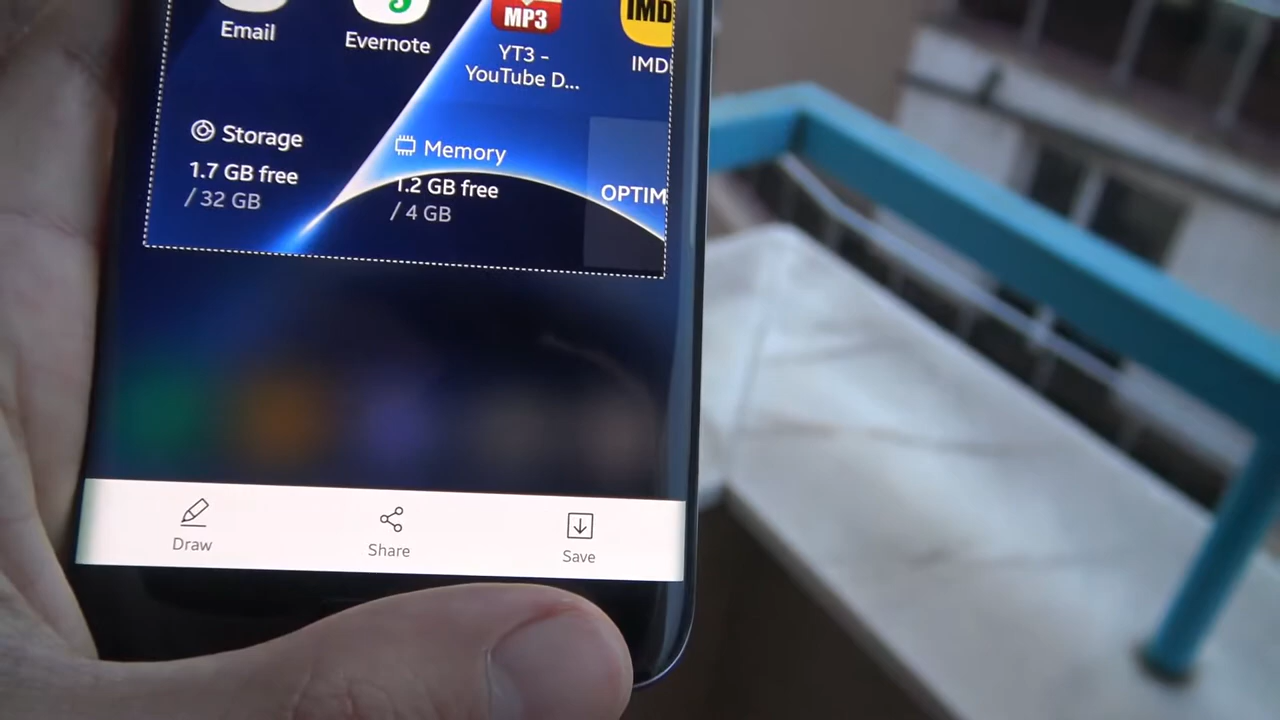 MP3
IMD
Email
Evernote
YT3 -
YouTube D...
IMD
Storage
1.7 GB free
/ 32 GB
Memory
1.2 GB free
/ 4 GB
OPTIM
Draw
Share
Save